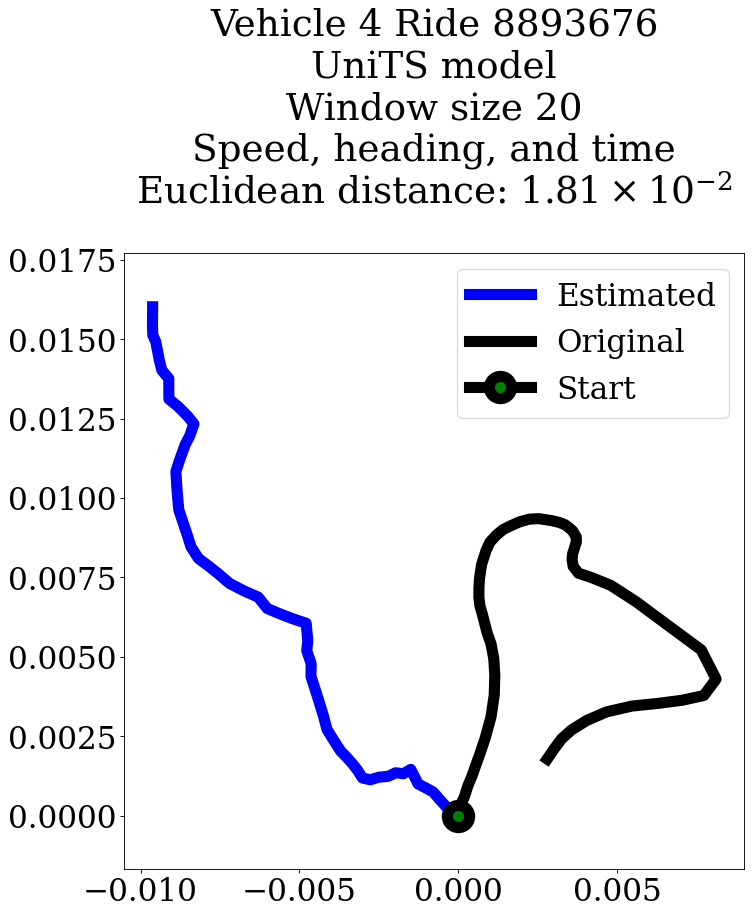 Vehicle 4 Ride 8893676
UniTS model
Window size 20
Speed, heading, and time
Euclidean distance: 1.81 × 10⁻²
0.0175
0.0150
0.0125
0.0100
0.0075
0.0050
0.0025
0.0000
Estimated
Original
Start
−0.010 −0.005 0.000 0.005